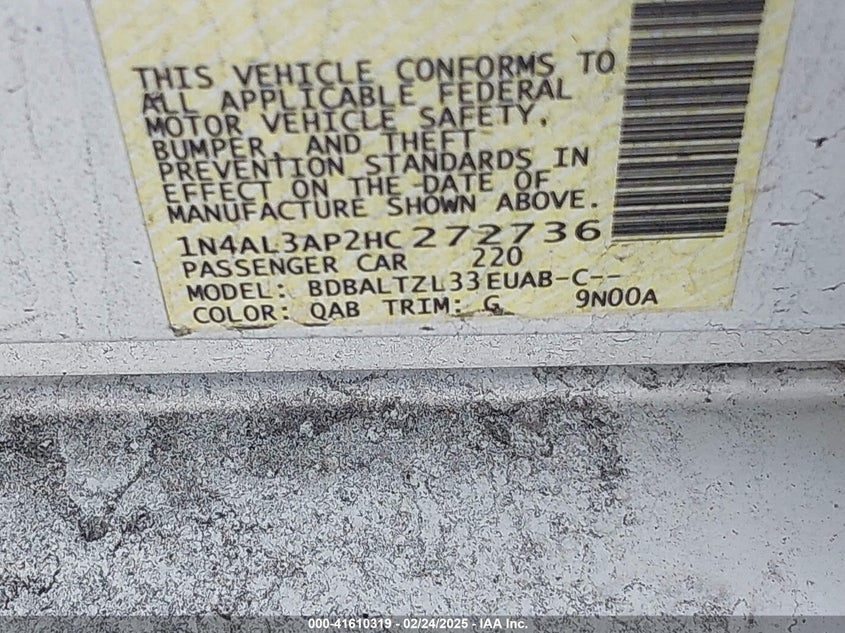 THIS VEHICLE CONFORMS TO
ALL APPLICABLE FEDERAL
MOTOR VEHICLE SAFETY,
BUMPER, AND THEFT
PREVENTION STANDARDS IN
EFFECT ON THE DATE OF
MANUFACTURE SHOWN ABOVE.
1N4AL3AP2HC272736
PASSENGER CAR 220
MODEL: BDBALTZL33EUAB-C--
COLOR: QAB TRIM: G 9N00A
000-41610319 - 02/24/2025 - IAA Inc.